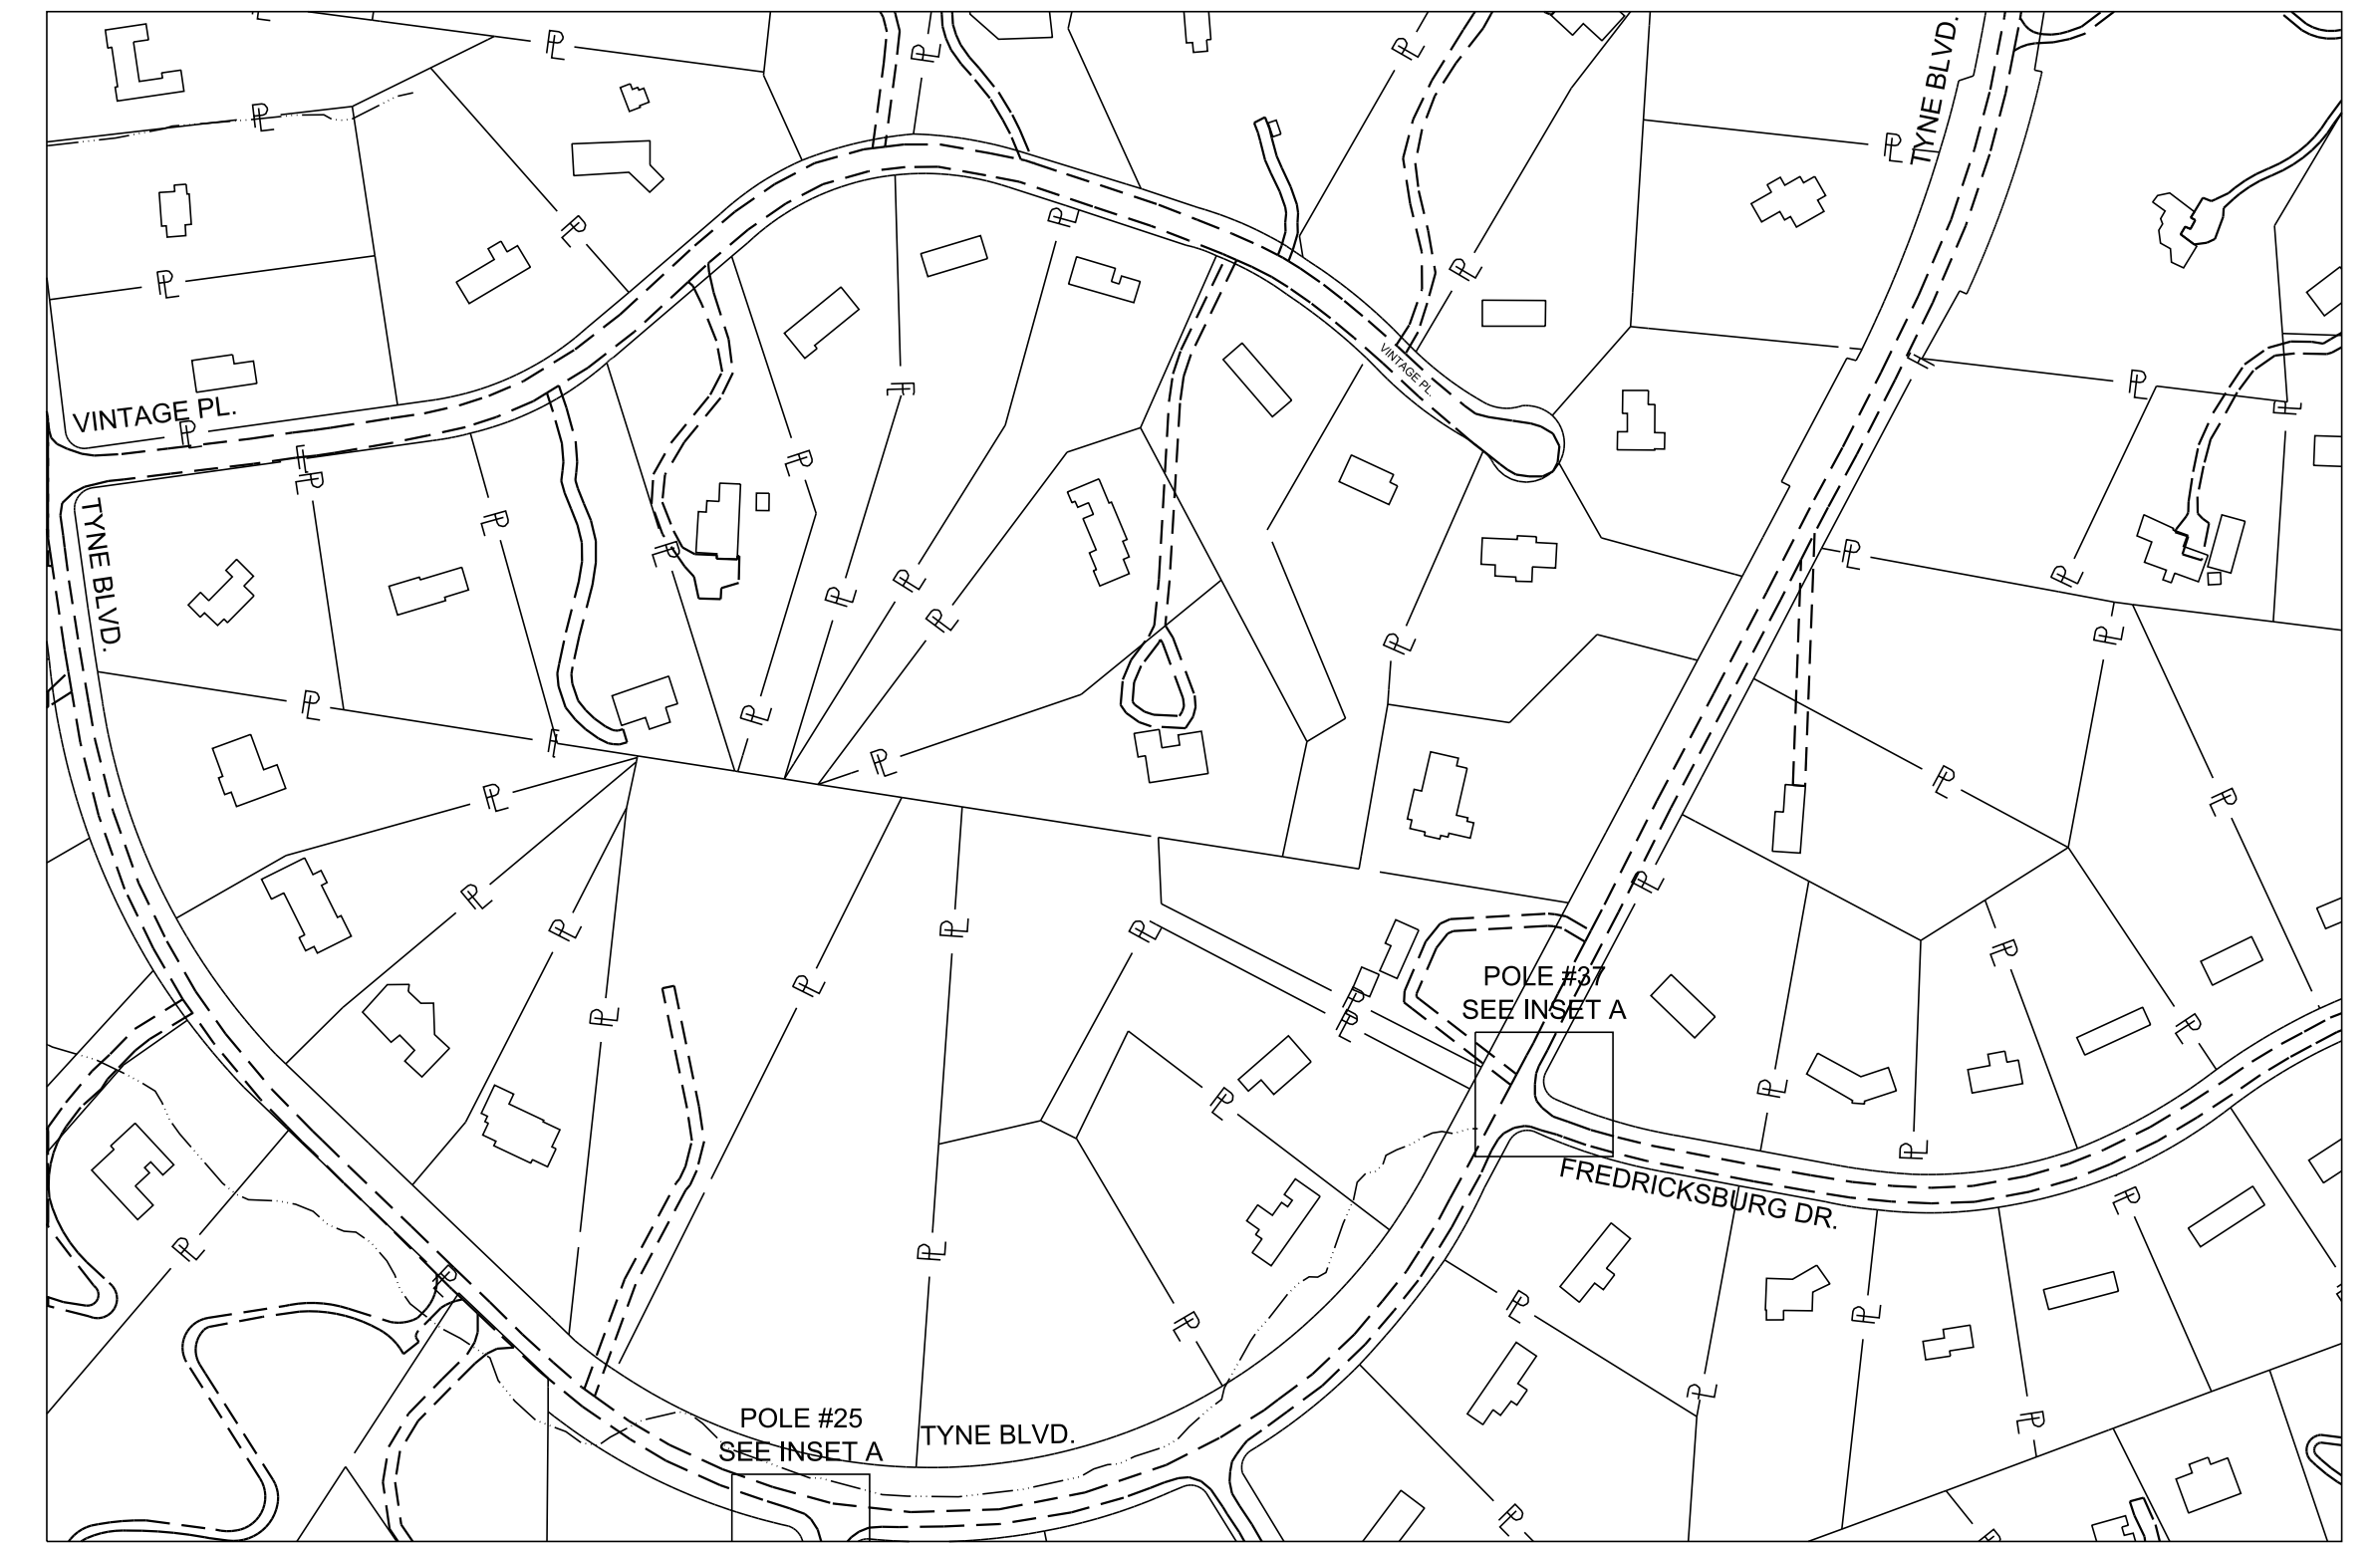 TYNE BLVD.
VINTAGE PL.
VINTAGE PL.
TYNE BLVD.
POLE #37
SEE INSET A
FREDRICKSBURG DR.
POLE #25
SEE INSET A
TYNE BLVD.